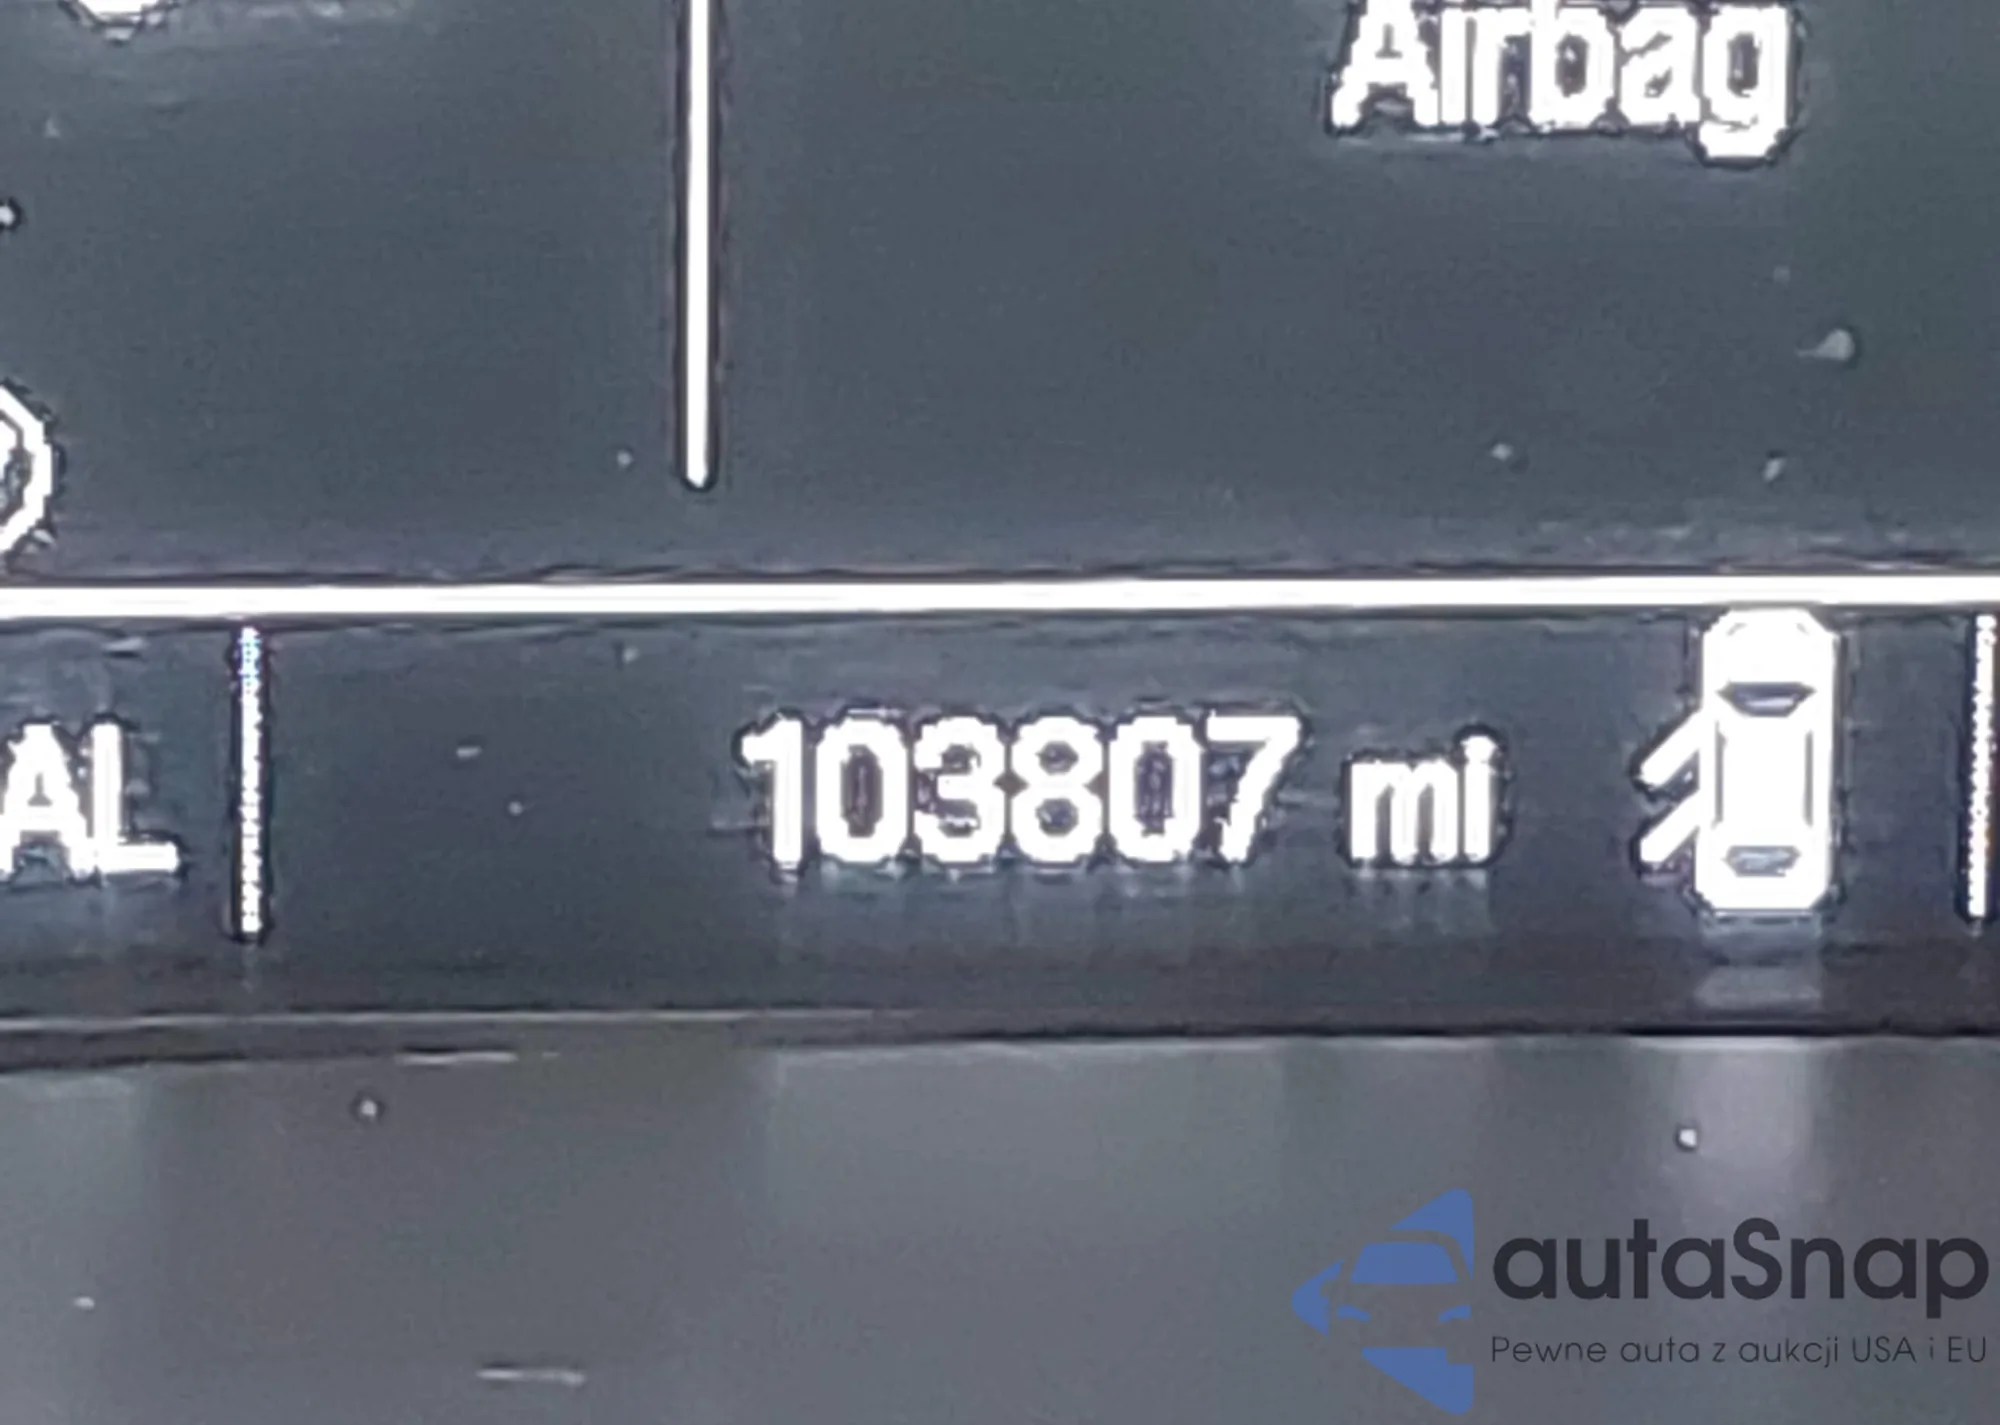 Airbag
AL
103807 mi
autaSnap
Pewne auta z aukcji USA i EU